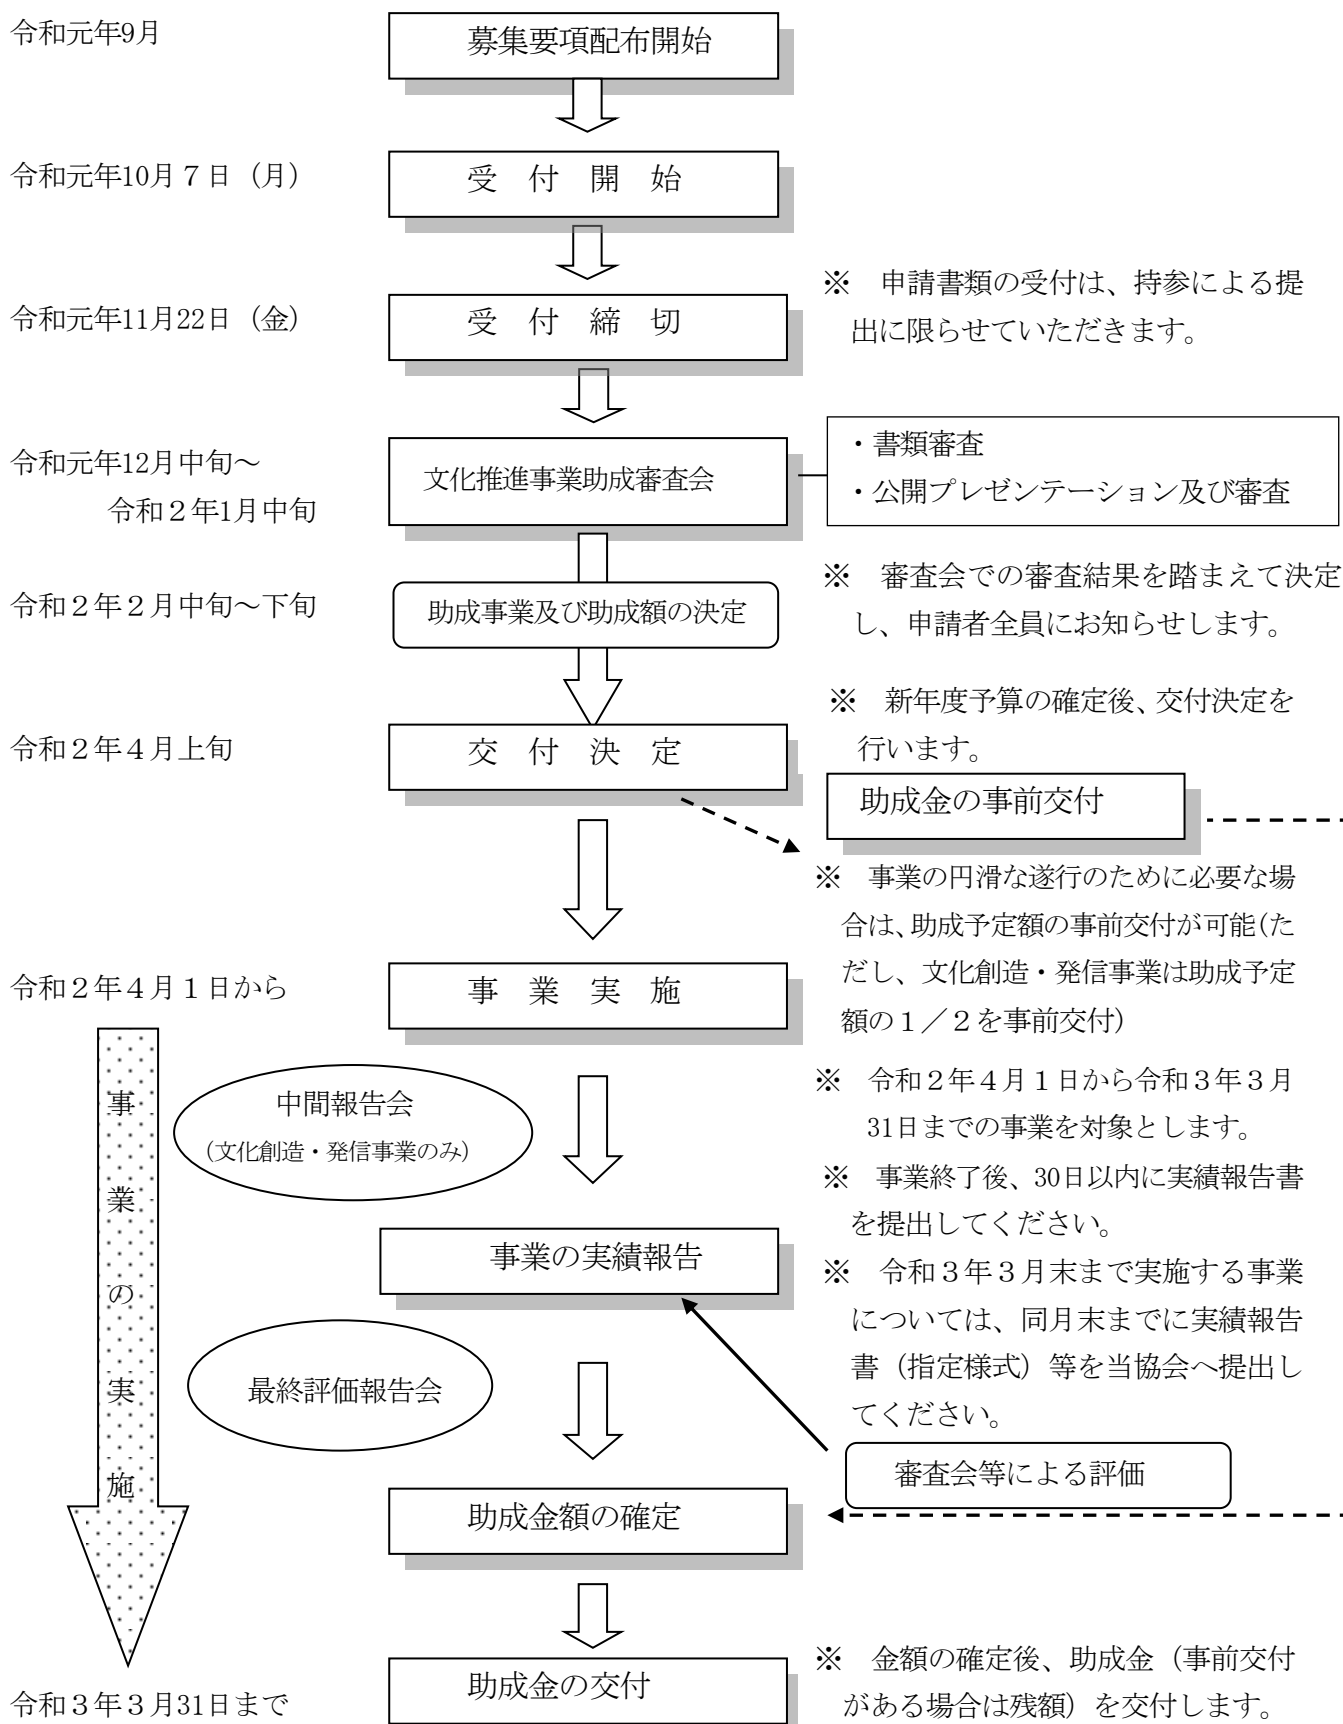 令和元年9月
募集要項配布開始
令和元年10月７日（月）
受　付　開　始
令和元年11月22日（金）
受　付　締　切
※　申請書類の受付は、持参による提
出に限らせていただきます。
令和元年12月中旬～
令和２年1月中旬
文化推進事業助成審査会
・書類審査
・公開プレゼンテーション及び審査
令和２年２月中旬～下旬
助成事業及び助成額の決定
※　審査会での審査結果を踏まえて決定
し、申請者全員にお知らせします。
令和２年４月上旬
交　付　決　定
※　新年度予算の確定後、交付決定を
行います。
助成金の事前交付
※　事業の円滑な遂行のために必要な場
合は、助成予定額の事前交付が可能（た
だし、文化創造・発信事業は助成予定
額の１／２を事前交付）
令和２年４月１日から
事　業　実　施
事業の実施
中間報告会
（文化創造・発信事業のみ）
※　令和２年４月１日から令和３年３月
31日までの事業を対象とします。
※　事業終了後、30日以内に実績報告書
を提出してください。
事業の実績報告
※　令和３年３月末まで実施する事業
については、同月末までに実績報告
書（指定様式）等を当協会へ提出し
てください。
最終評価報告会
審査会等による評価
助成金額の確定
令和３年３月31日まで
助成金の交付
※　金額の確定後、助成金（事前交付
がある場合は残額）を交付します。